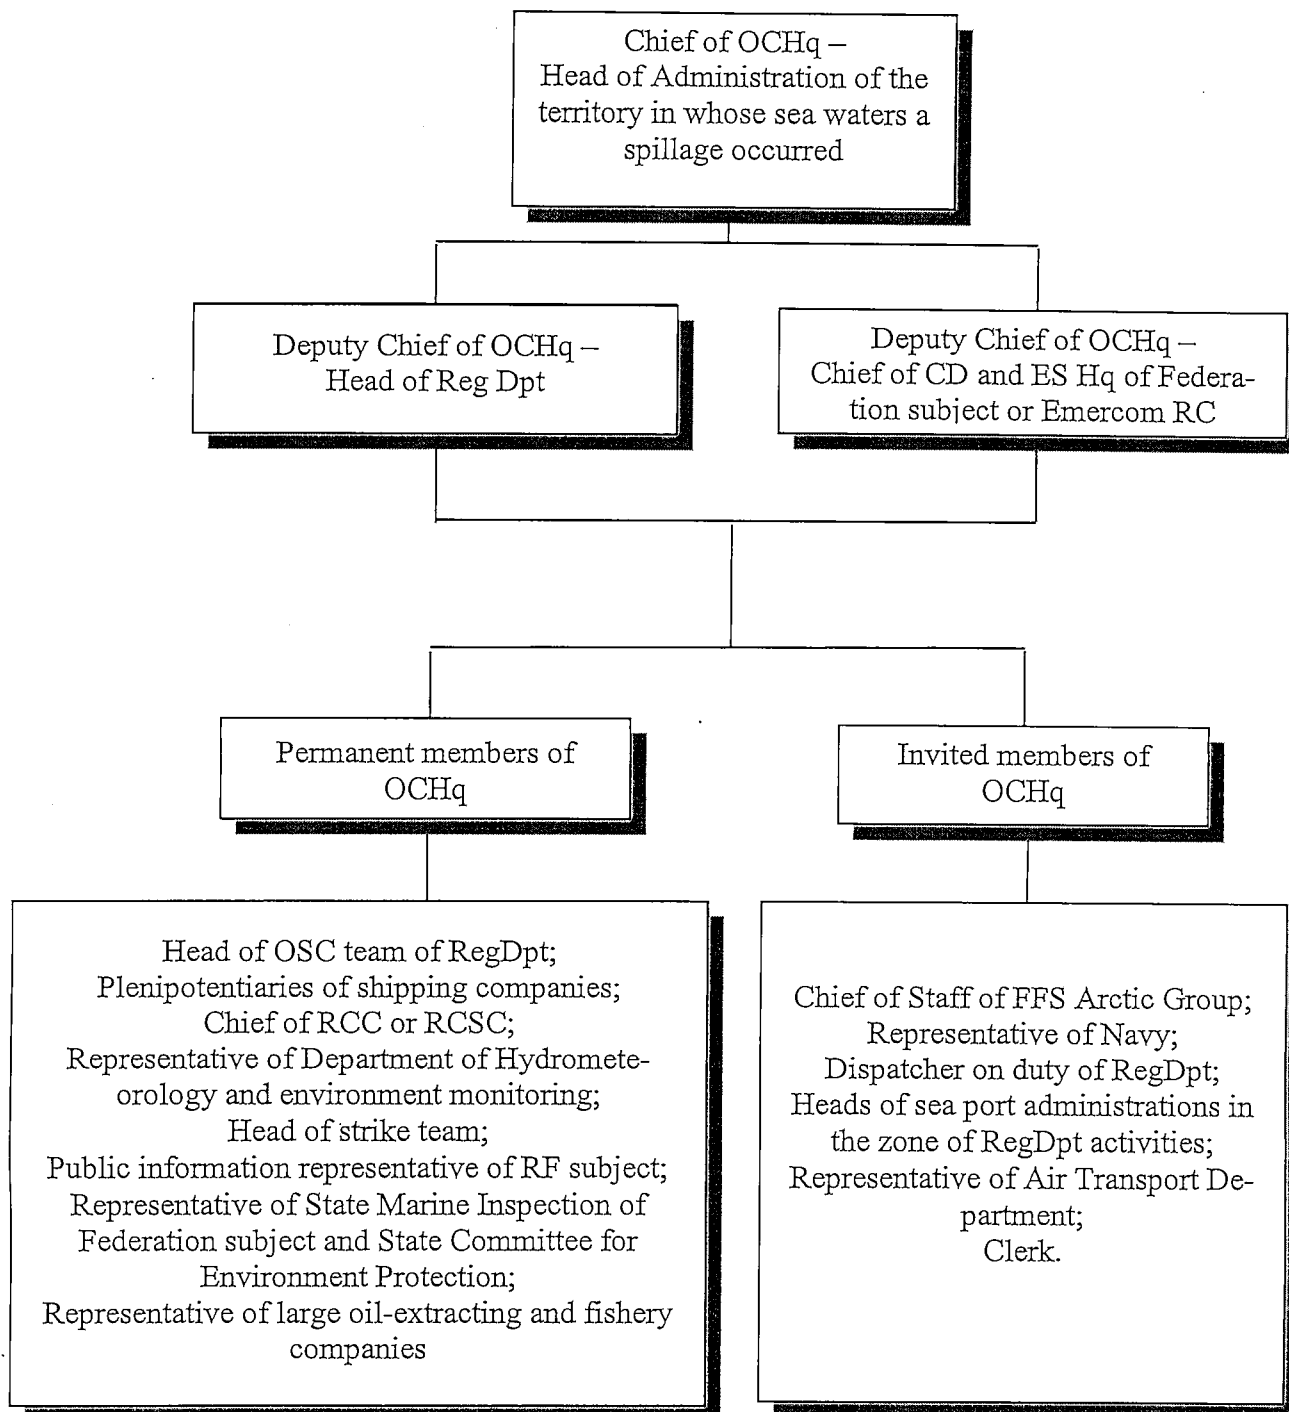 Chief of OCHq –
Head of Administration of the
territory in whose sea waters a
spillage occurred
Deputy Chief of OCHq –
Head of Reg Dpt
Deputy Chief of OCHq –
Chief of CD and ES Hq of Federa-
tion subject or Emercom RC
Permanent members of
OCHq
Invited members of
OCHq
Head of OSC team of RegDpt;
Plenipotentiaries of shipping companies;
Chief of RCC or RCSC;
Representative of Department of Hydromete-
orology and environment monitoring;
Head of strike team;
Public information representative of RF subject;
Representative of State Marine Inspection of
Federation subject and State Committee for
Environment Protection;
Representative of large oil-extracting and fishery
companies
Chief of Staff of FFS Arctic Group;
Representative of Navy;
Dispatcher on duty of RegDpt;
Heads of sea port administrations in
the zone of RegDpt activities;
Representative of Air Transport De-
partment;
Clerk.